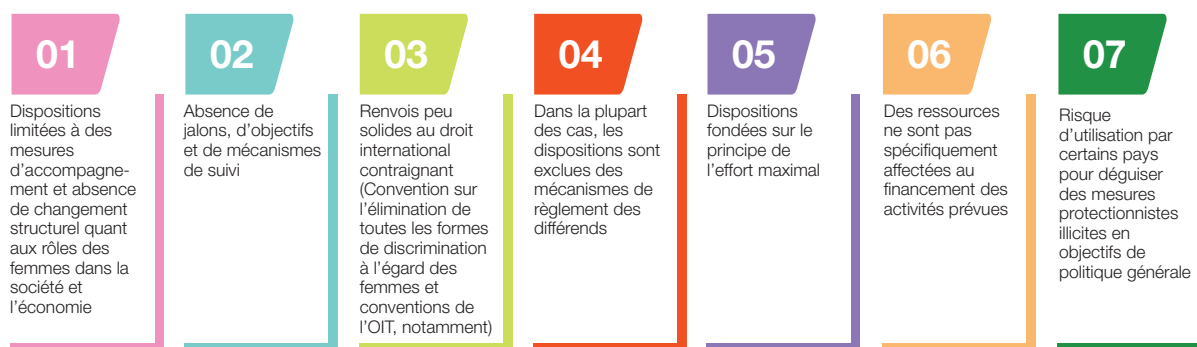 01
Dispositions
limitées à des
mesures
d’accompagne-
ment et absence
de changement
structurel quant
aux rôles des
femmes dans la
société et
l’économie
02
Absence de
jalons, d’objectifs
et de mécanismes
de suivi
03
Renvois peu
solides au droit
international
contraignant
(Convention sur
l’élimination de
toutes les formes
de discrimination
à l’égard des
femmes et
conventions de
l’OIT, notamment)
04
Dans la plupart
des cas, les
dispositions sont
exclues des
mécanismes de
règlement des
différends
05
Dispositions
fondées sur le
principe de
l’effort maximal
06
Des ressources
ne sont pas
spécifiquement
affectées au
financement des
activités prévues
07
Risque
d’utilisation par
certains pays
pour déguiser
des mesures
protectionnistes
illicites en
objectifs de
politique générale